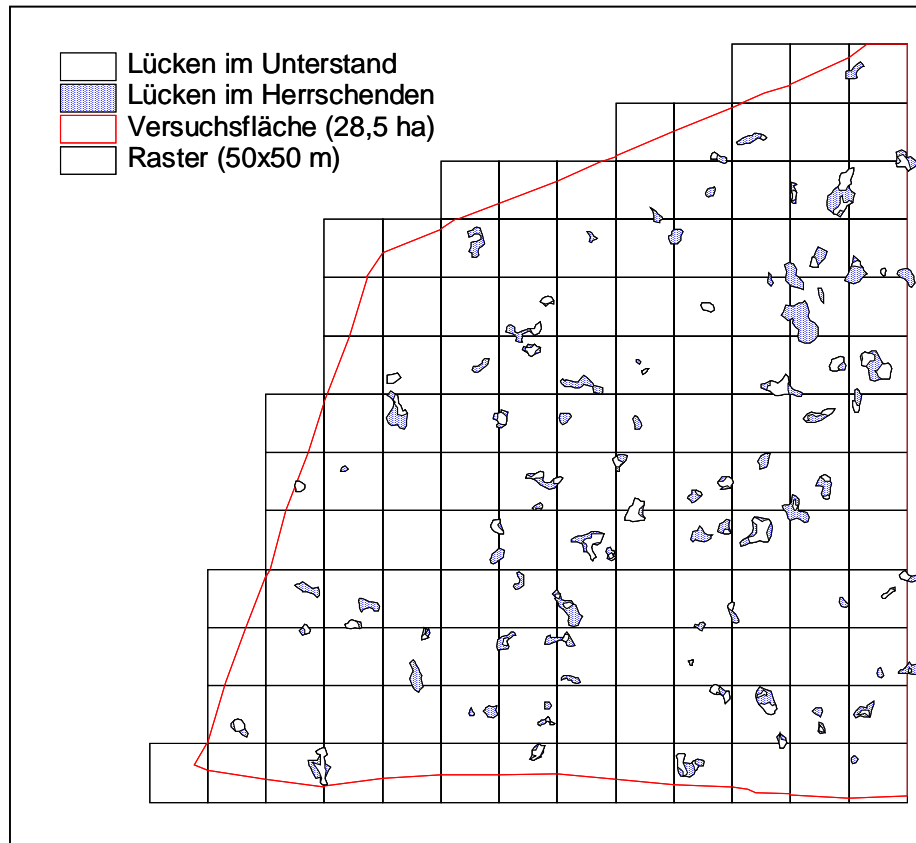 Lücken im Unterstand
Lücken im Herrschenden
Versuchsfläche (28,5 ha)
Raster (50x50 m)